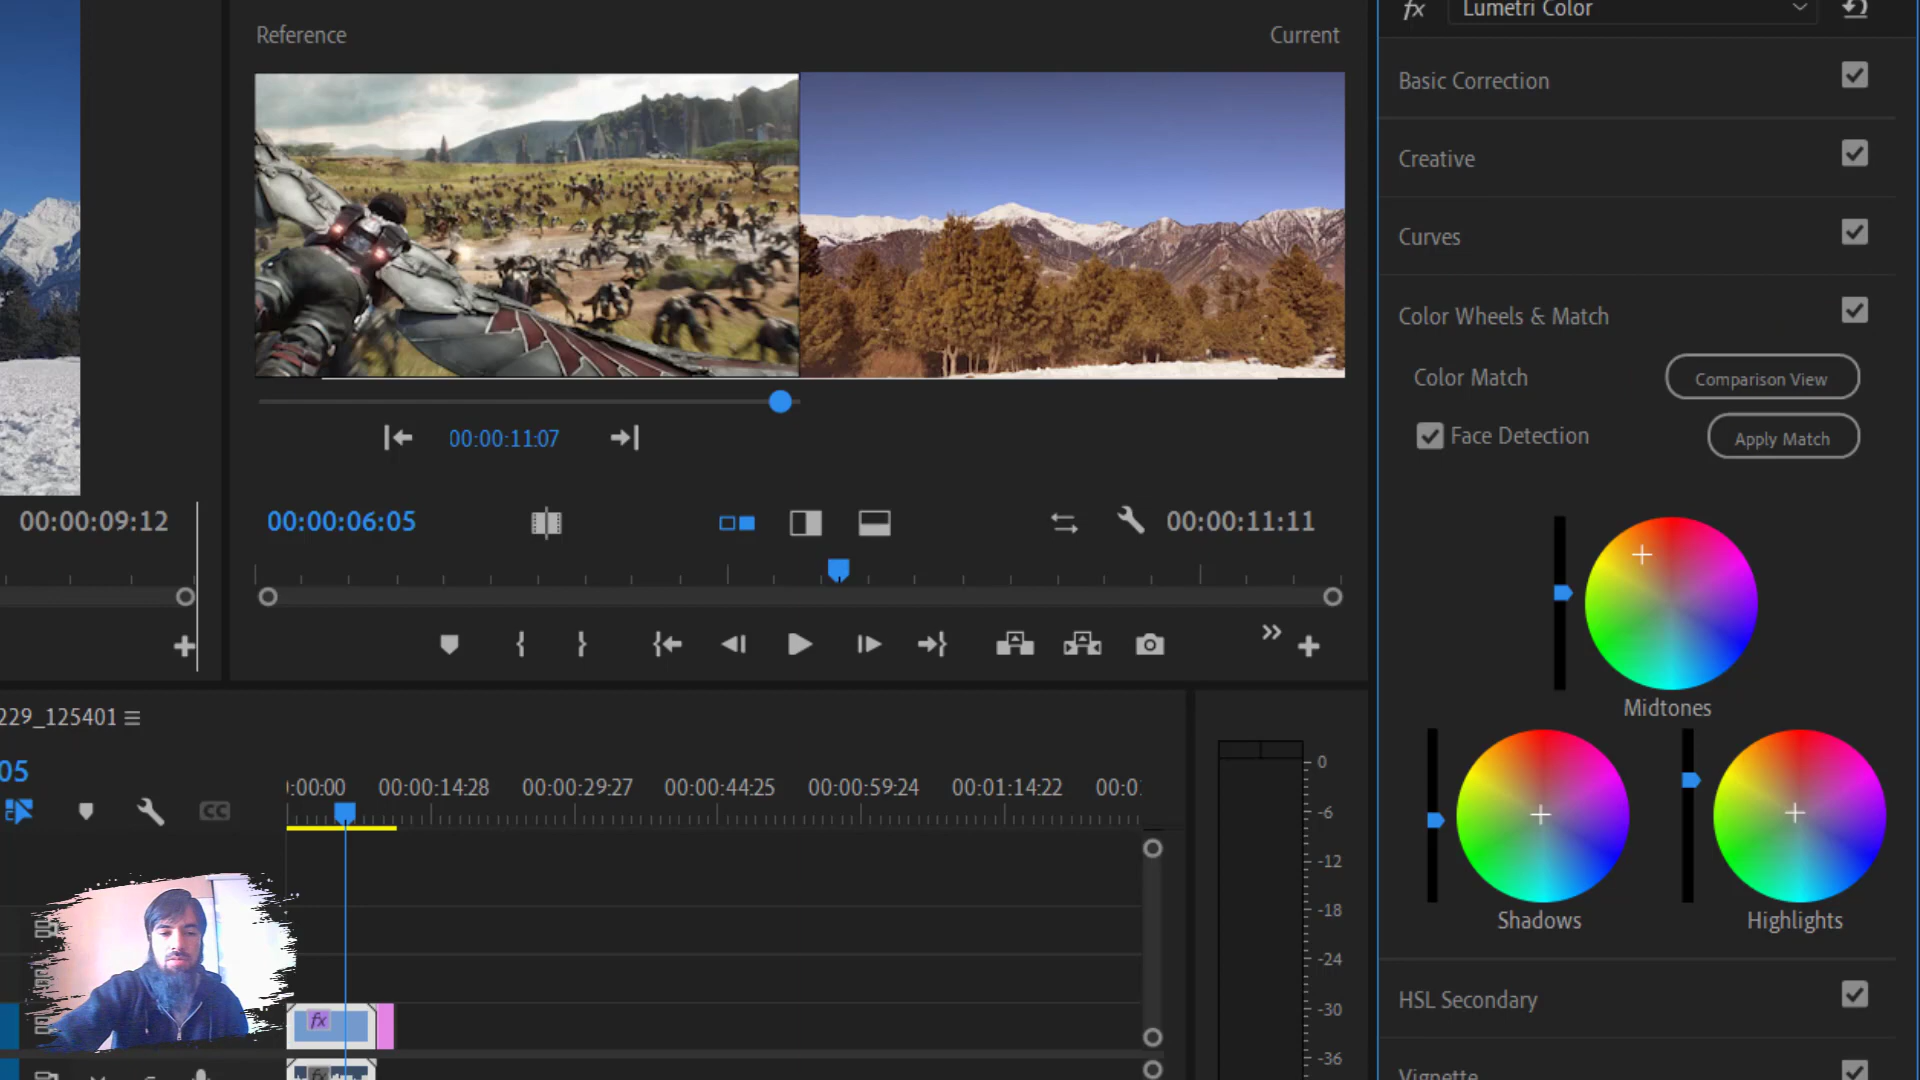 Reference
Current
fx
Lumetri Color
Basic Correction
Creative
Curves
Color Wheels & Match
Color Match
Comparison View
Face Detection
Apply Match
00:00:11:07
00:00:09:12
00:00:06:05
00:00:11:11
Midtones
Shadows
Highlights
HSL Secondary
Vignette
229_125401
05
:00:00
00:00:14:28
00:00:29:27
00:00:44:25
00:00:59:24
00:01:14:22
00:0
CC
0
-6
-12
-18
-24
-30
-36
fx
fx